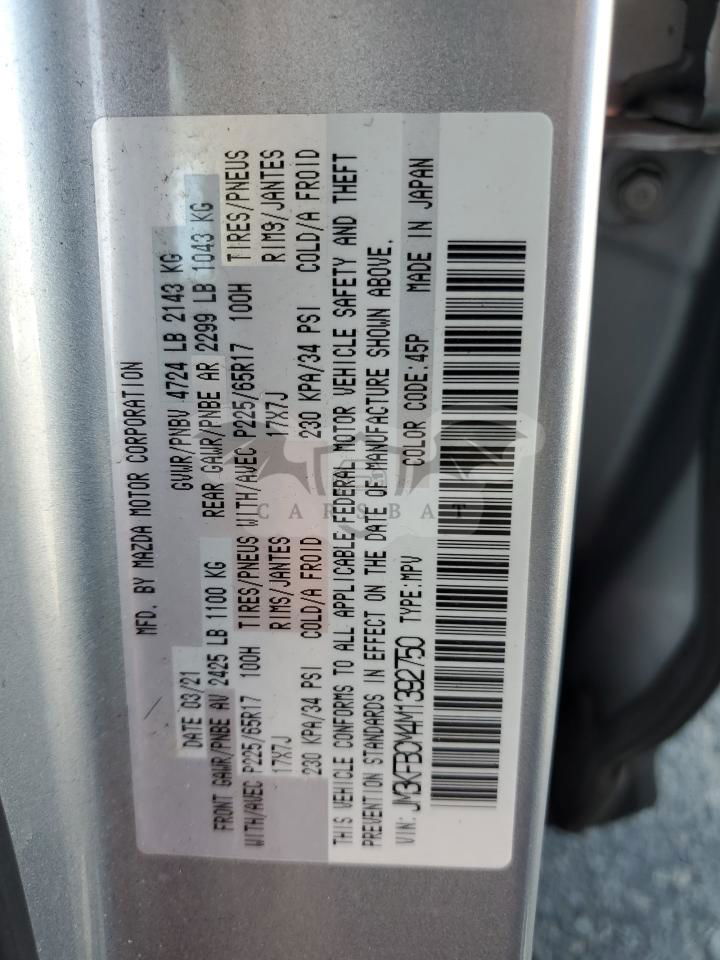 MFD. BY MAZDA MOTOR CORPORATION
DATE 03/21 GVWR/PNBV 4724 LB 2143 KG
FRONT GAWR/PNBE AV 2425 LB 1100 KG REAR GAWR/PNBE AR 2299 LB 1043 KG
WITH/AVEC P225/65R17 100H TIRES/PNEUS WITH/AVEC P225/65R17 100H TIRES/PNEUS
17X7J RIMS/JANTES 17X7J RIMS/JANTES
230 KPA/34 PSI COLD/A FROID 230 KPA/34 PSI COLD/A FROID
THIS VEHICLE CONFORMS TO ALL APPLICABLE FEDERAL MOTOR VEHICLE SAFETY AND THEFT
PREVENTION STANDARDS IN EFFECT ON THE DATE OF MANUFACTURE SHOWN ABOVE.
VIN: JM3KFBCM4M1392750 TYPE:MPV COLOR CODE:45P MADE IN JAPAN
CARSBAT